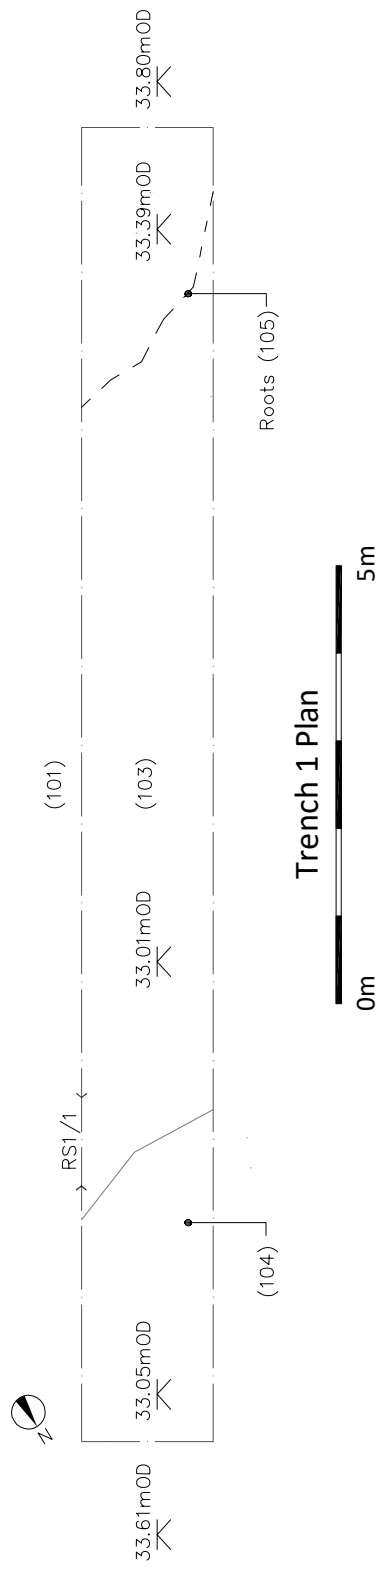 N
(101)
RS1/1
33.61mOD
33.05mOD
33.01mOD
(103)
33.39mOD
33.80mOD
(104)
Roots (105)
Trench 1 Plan
0m
5m